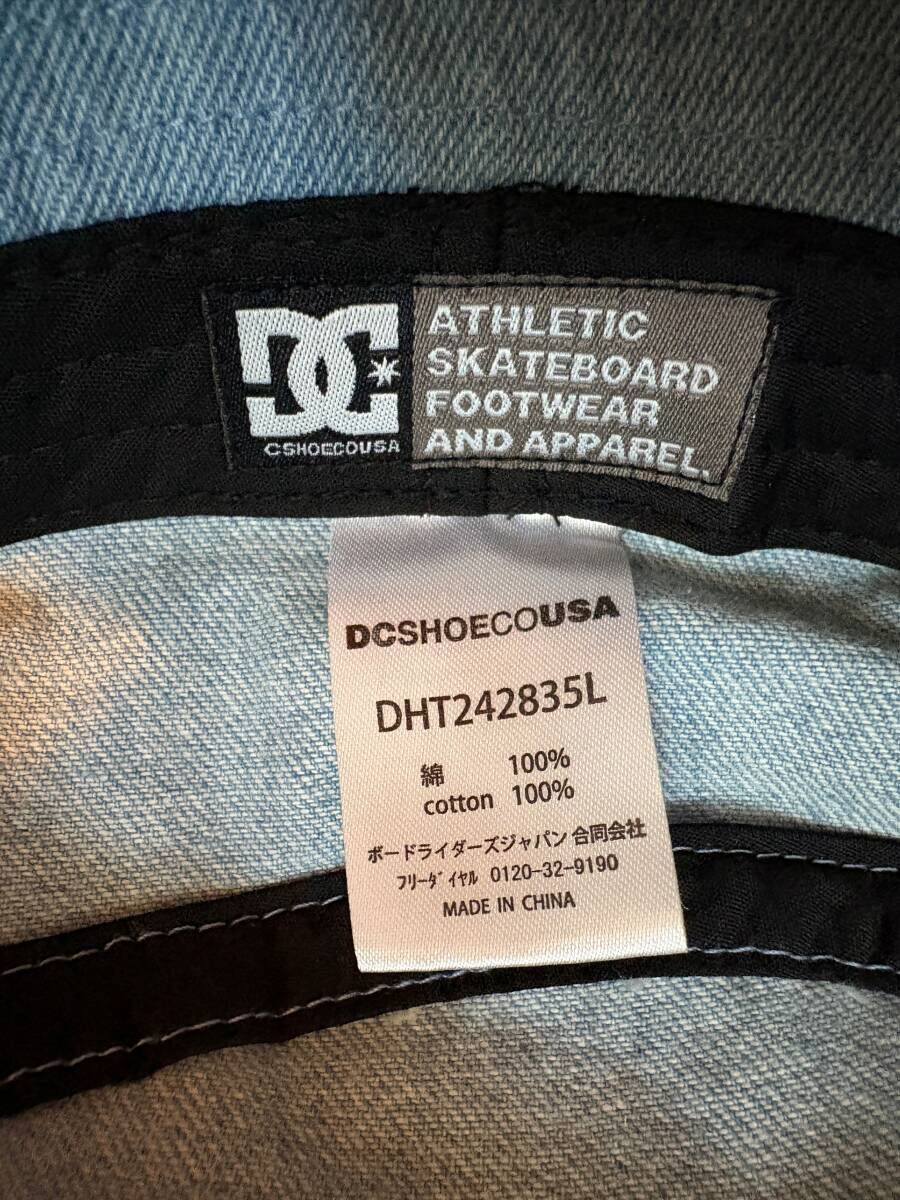 DC
CSHOECOUSA
ATHLETIC
SKATEBOARD
FOOTWEAR
AND APPAREL.
DCSHOECOUSA
DHT242835L
綿 100%
cotton 100%
ボードライダーズジャパン合同会社
フリーダイヤル 0120-32-9190
MADE IN CHINA